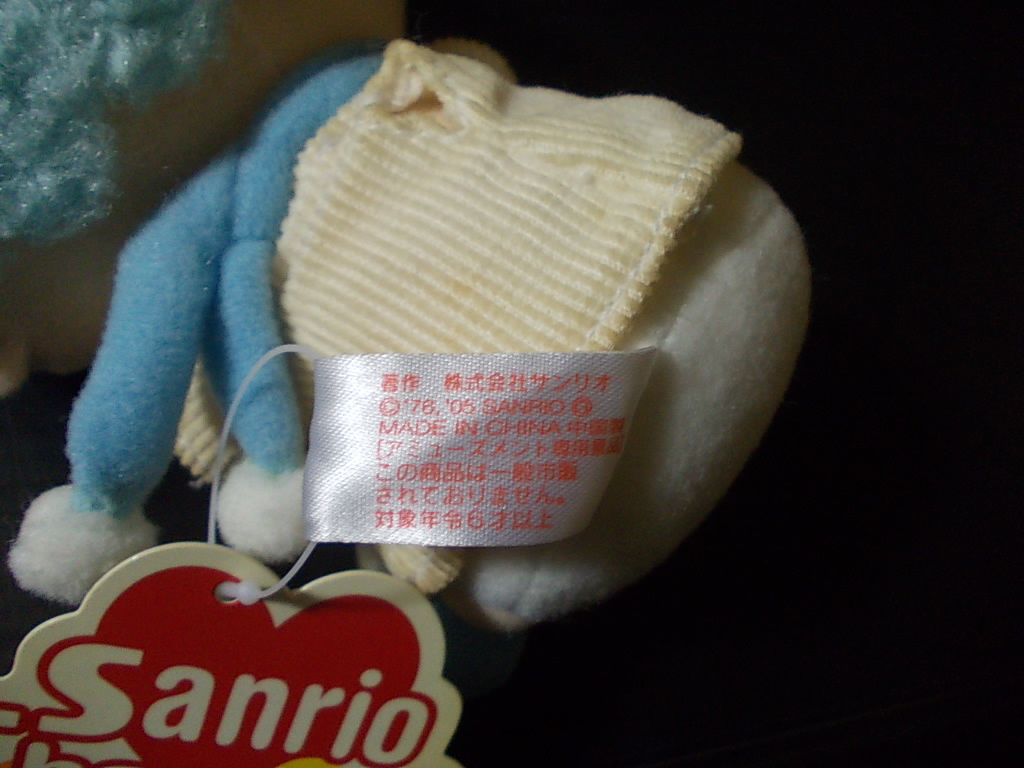 著作 株式会社サンリオ
©'76, '05 SANRIO
MADE IN CHINA 中国製
[アミューズメント専用景品
この商品は一般市販
されておりません。
対象年令6才以上
Sanrio